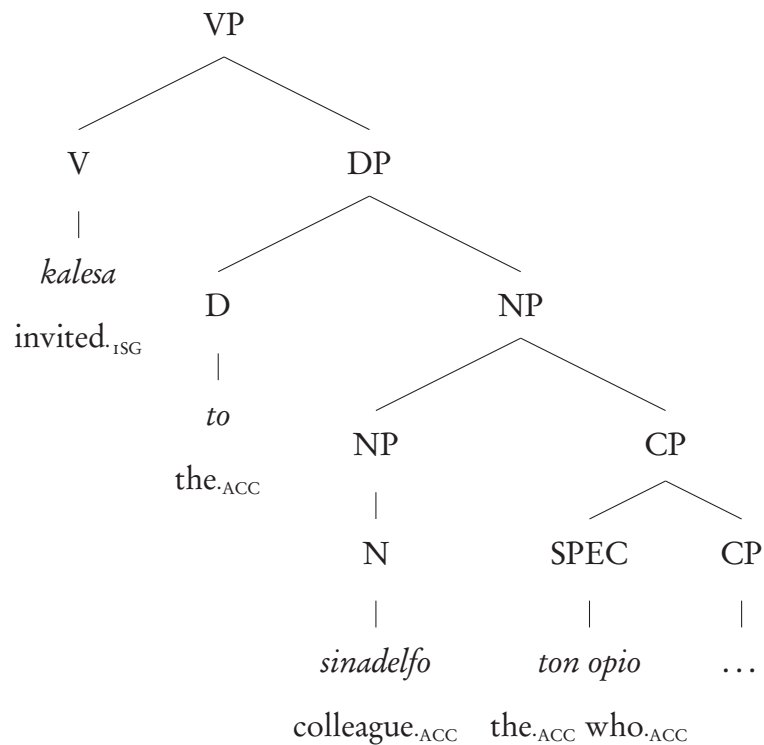 VP
V DP
kalesa
invited.1SG
D NP
to
the.ACC
NP CP
N SPEC CP
sinadelfo ton opio ...
colleague.ACC the.ACC who.ACC